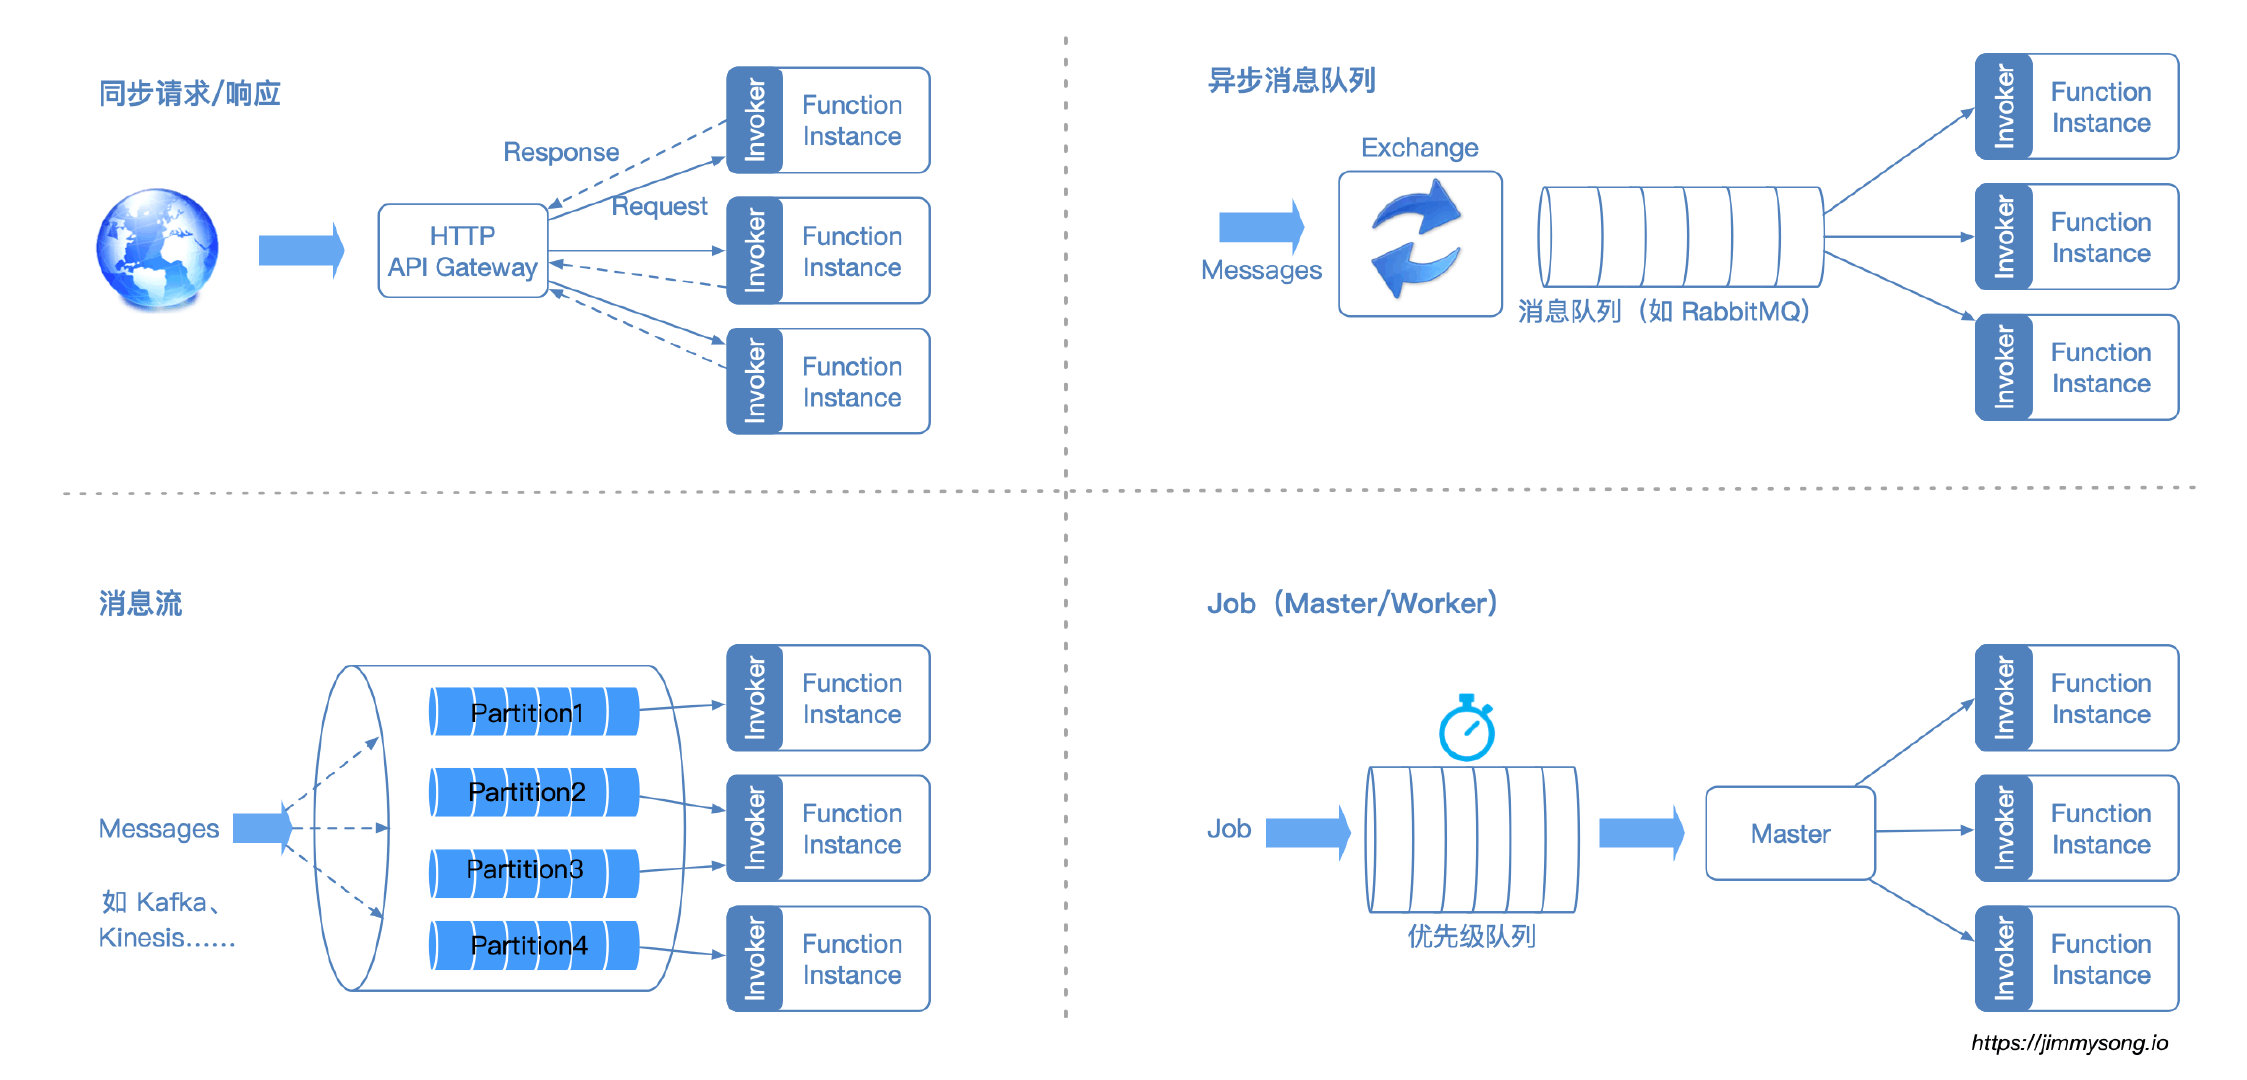 同步请求/响应
Response
Request
HTTP
API Gateway
Invoker
Function
Instance
Invoker
Function
Instance
Invoker
Function
Instance
异步消息队列
Exchange
Messages
消息队列（如 RabbitMQ）
Invoker
Function
Instance
Invoker
Function
Instance
Invoker
Function
Instance
消息流
Messages
如 Kafka、
Kinesis……
Partition1
Partition2
Partition3
Partition4
Invoker
Function
Instance
Invoker
Function
Instance
Invoker
Function
Instance
Job（Master/Worker）
Job
优先级队列
Master
Invoker
Function
Instance
Invoker
Function
Instance
Invoker
Function
Instance
https://jimmysong.io